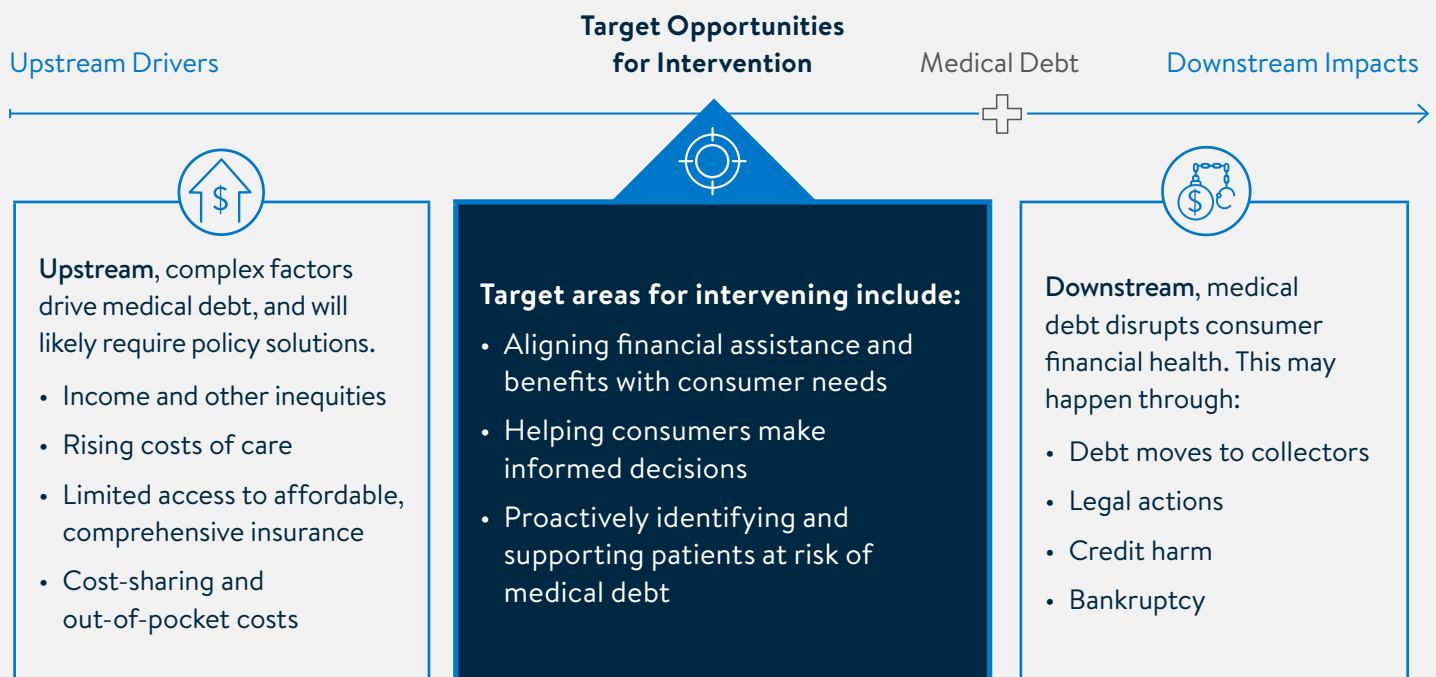 Upstream Drivers
Target Opportunities
for Intervention
Medical Debt
Downstream Impacts
$
Upstream, complex factors
drive medical debt, and will
likely require policy solutions.
• Income and other inequities
• Rising costs of care
• Limited access to affordable,
comprehensive insurance
• Cost-sharing and
out-of-pocket costs
Target areas for intervening include:
• Aligning financial assistance and
benefits with consumer needs
• Helping consumers make
informed decisions
• Proactively identifying and
supporting patients at risk of
medical debt
$
Downstream, medical
debt disrupts consumer
financial health. This may
happen through:
• Debt moves to collectors
• Legal actions
• Credit harm
• Bankruptcy